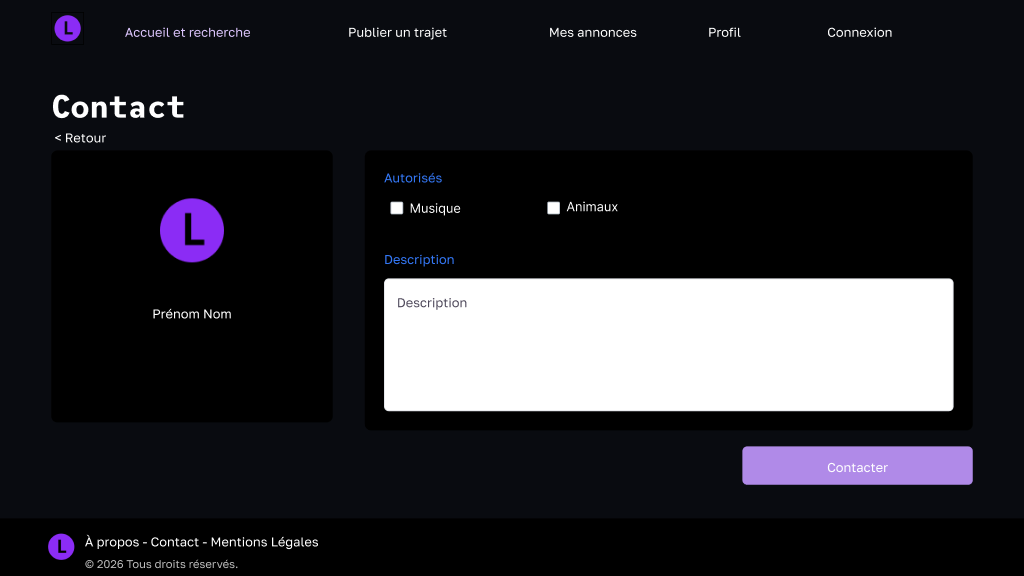 L
Accueil et recherche
Publier un trajet
Mes annonces
Profil
Connexion
Contact
< Retour
L
Prénom Nom
Autorisés
Musique
Animaux
Description
Description
Contacter
L
À propos - Contact - Mentions Légales
© 2026 Tous droits réservés.